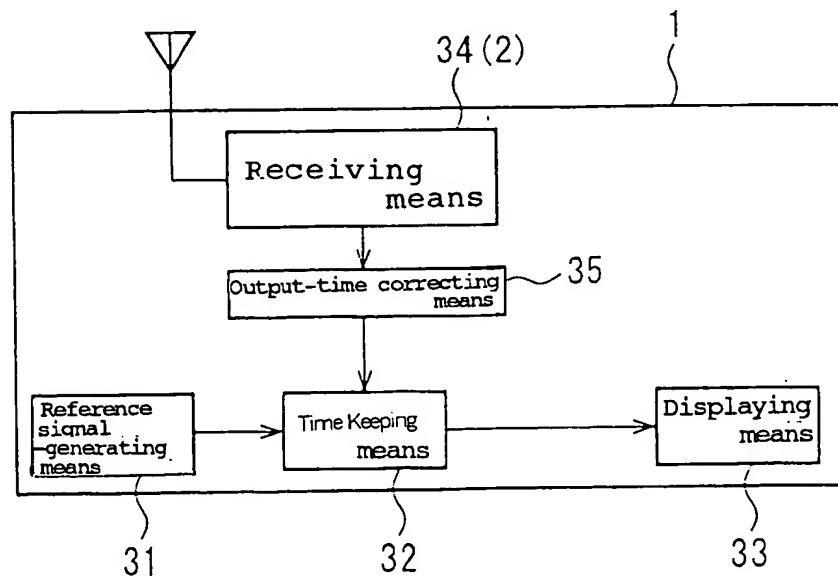 1
34(2)
Receiving
means
Output-time correcting
means
35
Reference
signal
-generating
means
Time Keeping
means
Displaying
means
31
32
33